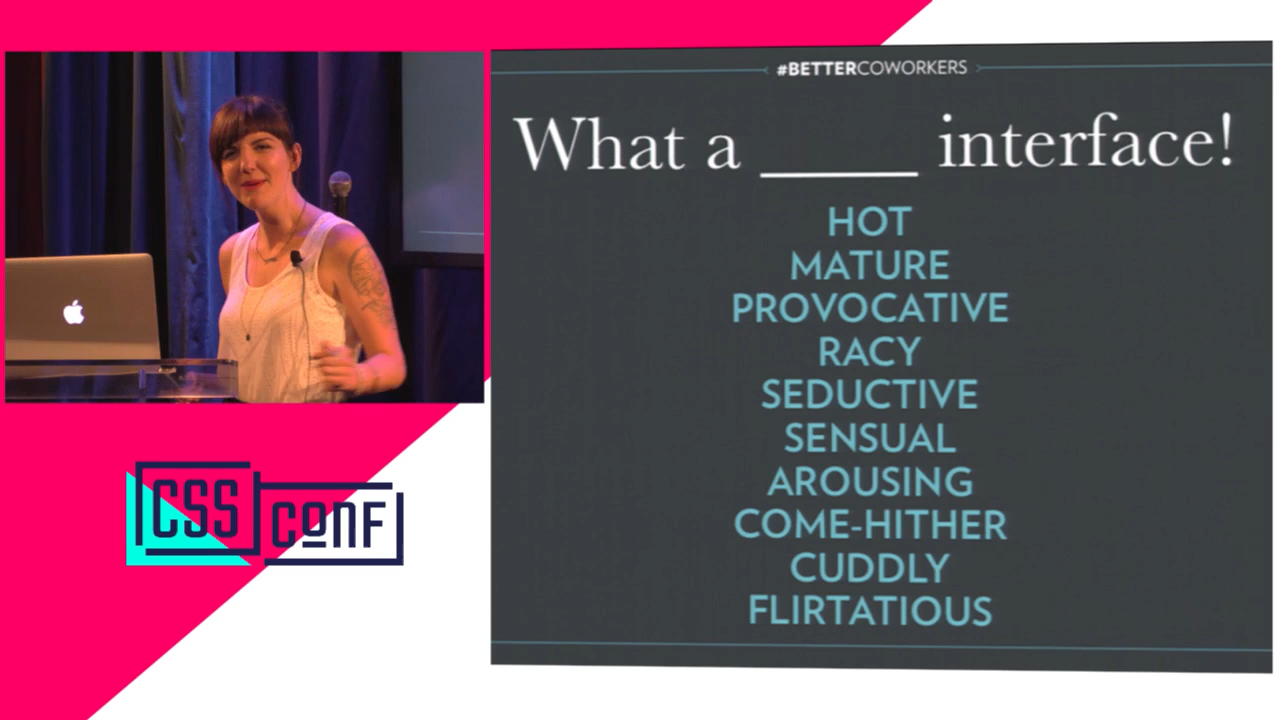 #BETTERCOWORKERS
What a _____ interface!
HOT
MATURE
PROVOCATIVE
RACY
SEDUCTIVE
SENSUAL
AROUSING
COME-HITHER
CUDDLY
FLIRTATIOUS
CSS
CONF